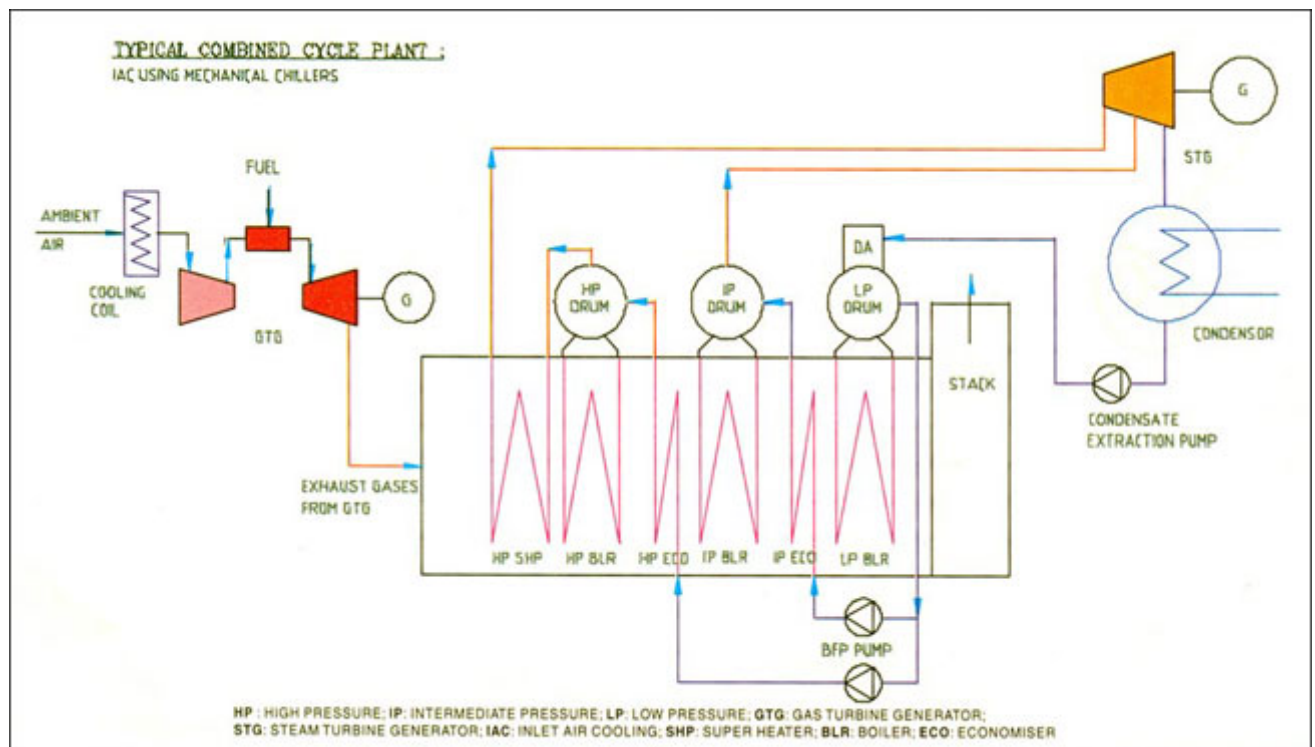 TYPICAL COMBINED CYCLE PLANT :
IAC USING MECHANICAL CHILLERS
G
STG
FUEL
AMBIENT
AIR
COOLING
COIL
GTG
G
HP
DRUM
IP
DRUM
DA
LP
DRUM
CONDENSOR
STACK
CONDENSATE
EXTRACTION PUMP
EXHAUST GASES
FROM GTG
HP SHP
HP BLR
HP ECO
IP BLR
IP ECO
LP BLR
BFP PUMP
HP : HIGH PRESSURE; IP: INTERMEDIATE PRESSURE; LP: LOW PRESSURE; GTG: GAS TURBINE GENERATOR;
STG: STEAM TURBINE GENERATOR; IAC: INLET AIR COOLING; SHP: SUPER HEATER; BLR: BOILER; ECO: ECONOMISER